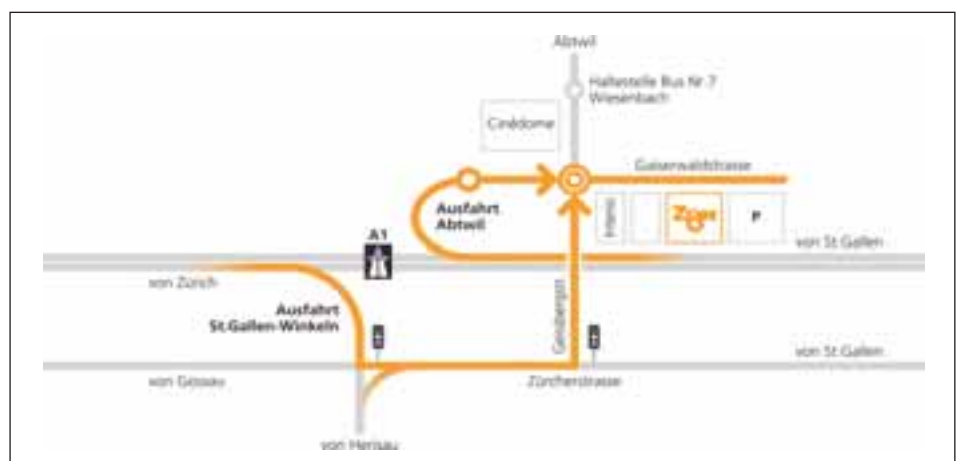 Abtwil
Haltestelle Bus Nr. 7
Wiesenbach
Cinédome
Gaiserwaldstrasse
Ausfahrt
Abtwil
Züst
P
A1
von St.Gallen
von Zürich
Ausfahrt
St.Gallen-Winkeln
von St.Gallen
von Gossau
Zürcherstrasse
von Herisau